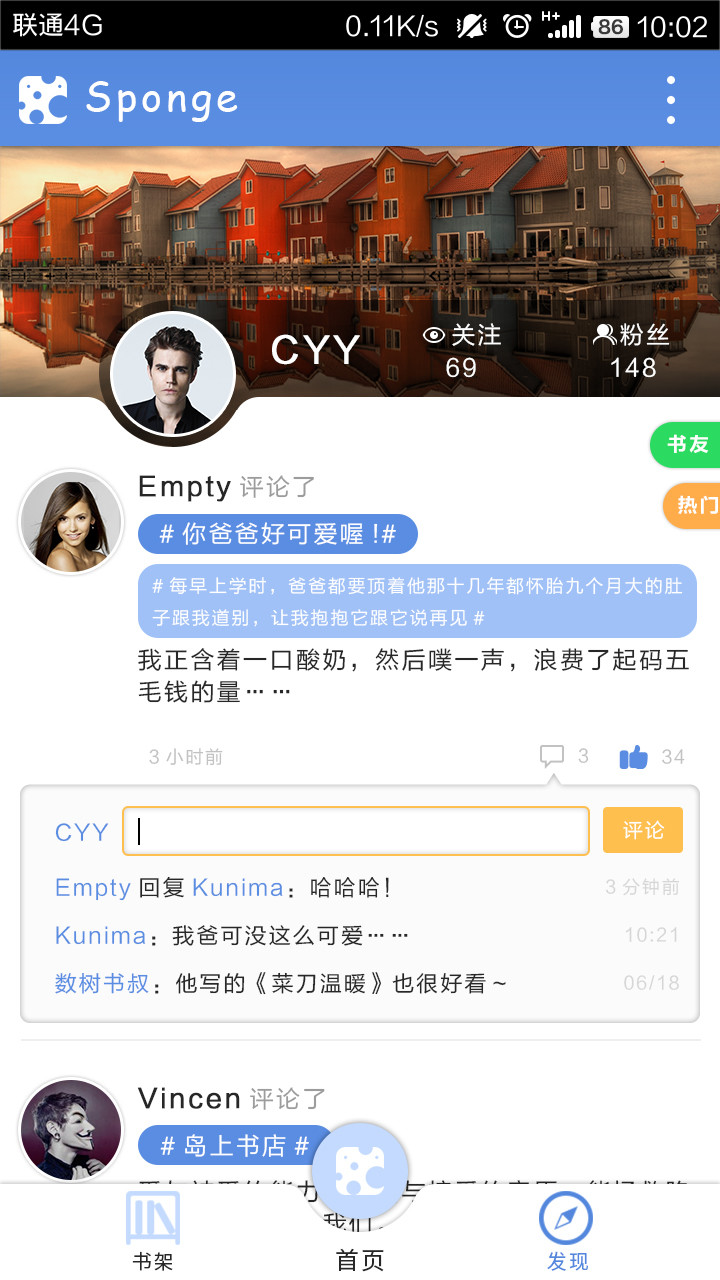 联通4G 0.11K/s H+ 86 10:02
Sponge
CYY
关注
69
粉丝
148
书友
热门
Empty 评论了
# 你爸爸好可爱喔！#
# 每早上学时，爸爸都要顶着他那十几年都怀胎九个月大的肚
子跟我道别，让我抱抱它跟它说再见 #
我正含着一口酸奶，然后噗一声，浪费了起码五
毛钱的量……
3 小时前 3 34
CYY 评论
Empty 回复 Kunima：哈哈哈！ 3 分钟前
Kunima：我爸可没这么可爱…… 10:21
数树书叔：他写的《菜刀温暖》也很好看～ 06/18
Vincen 评论了
# 岛上书店 #
我们
书架
首页
发现